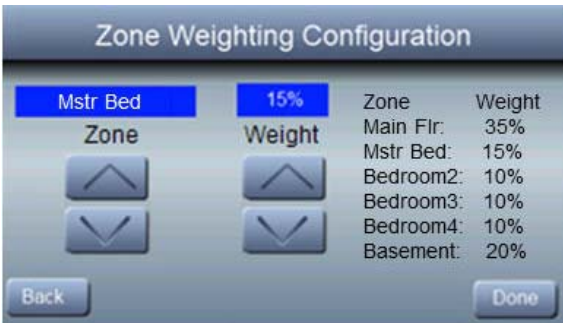 Zone Weighting Configuration
Mstr Bed
15%
Zone
Weight
Zone Weight
Main Flr: 35%
Mstr Bed: 15%
Bedroom2: 10%
Bedroom3: 10%
Bedroom4: 10%
Basement: 20%
Back
Done